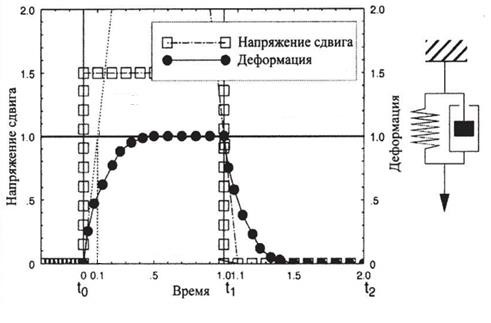 Напряжение сдвига
Деформация
2.0
1.5
1.0
.5
0
Напряжение сдвига
2.0
1.5
1.0
.5
0
Деформация
0 0.1 .5 1.0 1.1 1.5 2.0
t0 Время t1 t2